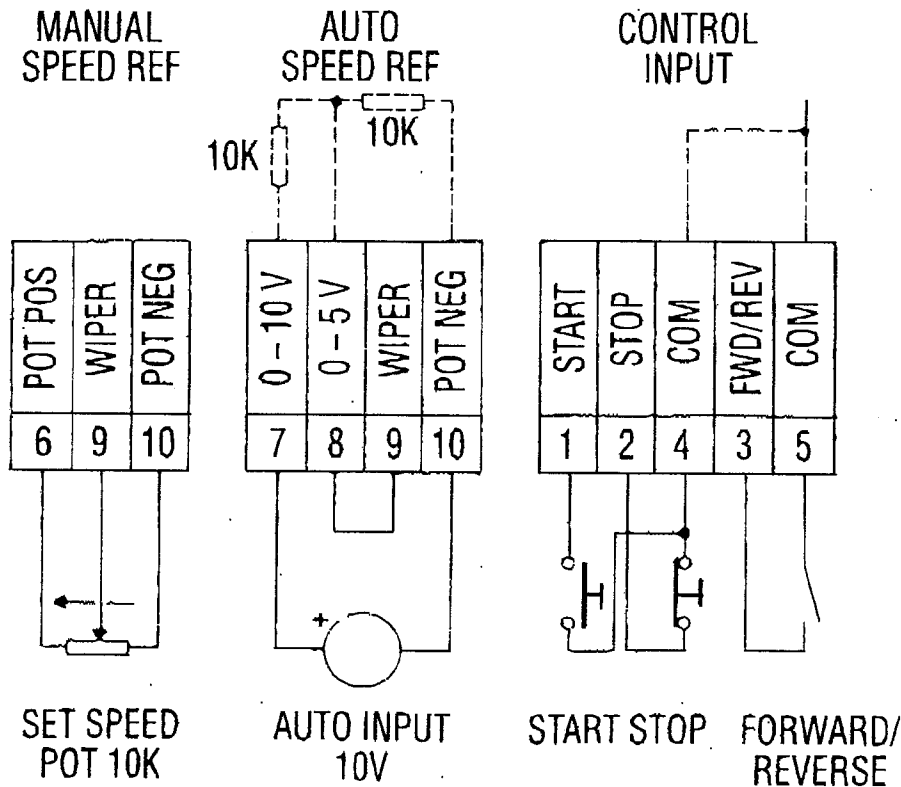 MANUAL
SPEED REF
AUTO
SPEED REF
CONTROL
INPUT
10K
10K
POT POS
WIPER
POT NEG
6
9
10
0-10 V
0-5 V
WIPER
POT NEG
7
8
9
10
START
STOP
COM
FWD/REV
COM
1
2
4
3
5
+
SET SPEED
POT 10K
AUTO INPUT
10V
START STOP
FORWARD/
REVERSE